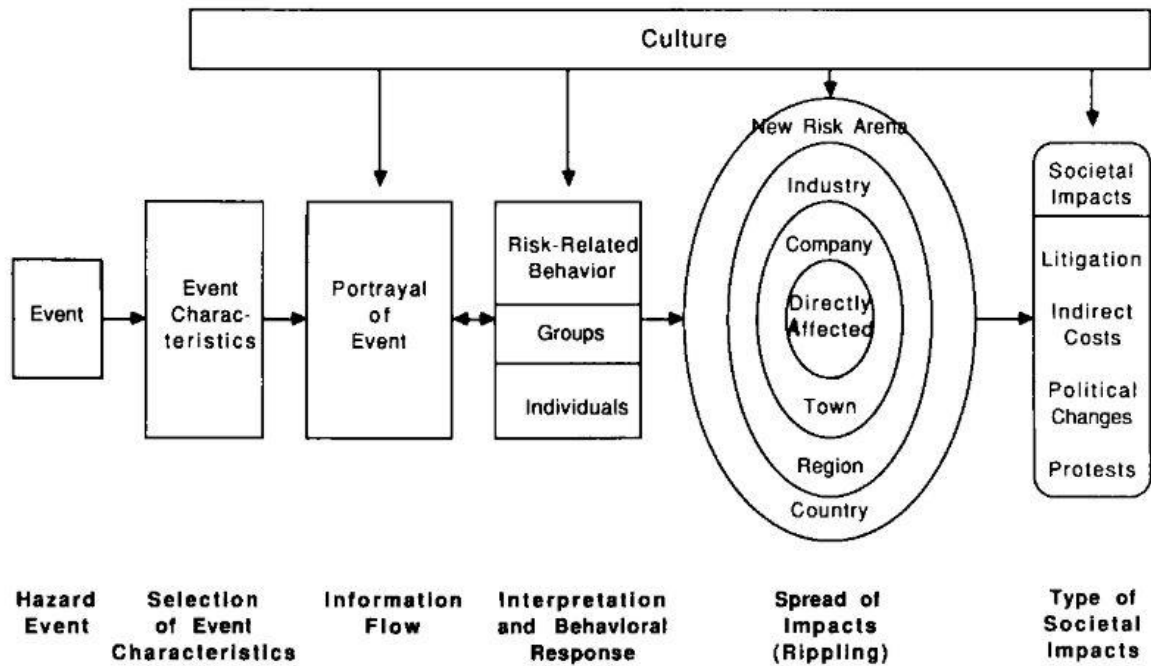 Culture
Event
Event
Charac-
teristics
Portrayal
of
Event
Risk-Related
Behavior
Groups
Individuals
New Risk Arena
Industry
Company
Directly
Affected
Town
Region
Country
Societal
Impacts
Litigation
Indirect
Costs
Political
Changes
Protests
Hazard
Event
Selection
of Event
Characteristics
Information
Flow
Interpretation
and Behavioral
Response
Spread of
Impacts
(Rippling)
Type of
Societal
Impacts